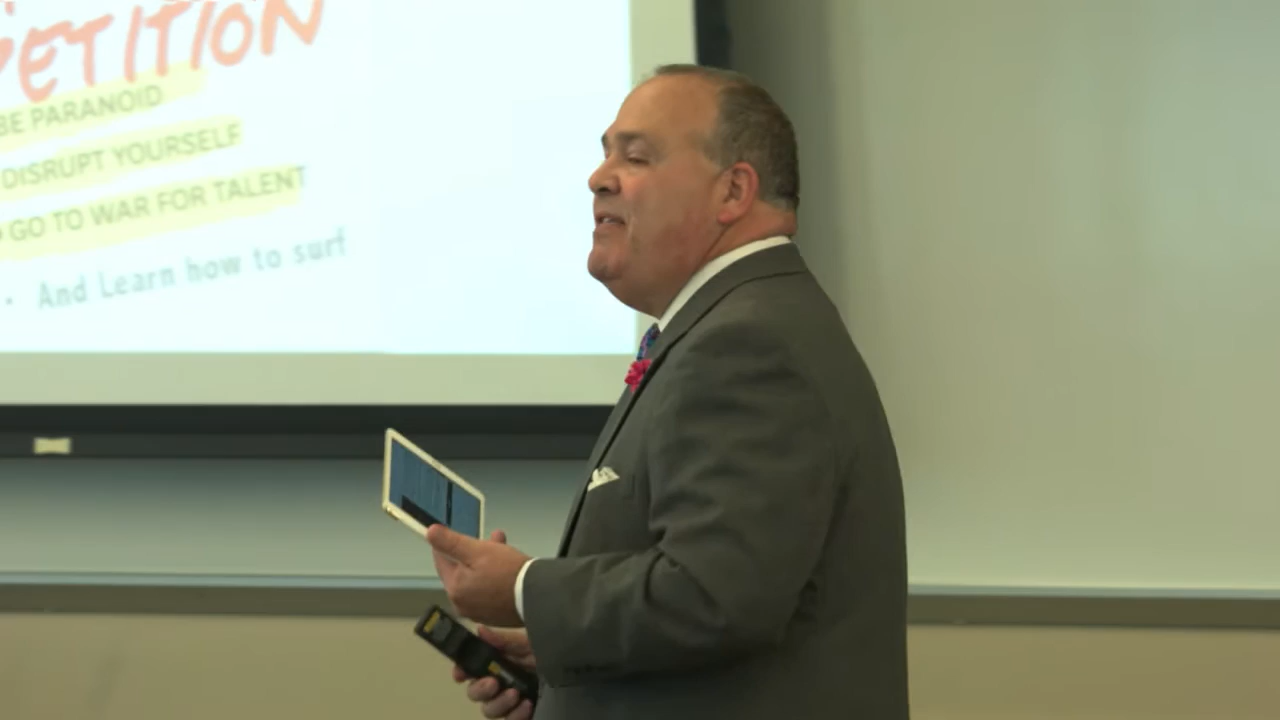 PETITION
BE PARANOID
DISRUPT YOURSELF
GO TO WAR FOR TALENT
• And Learn how to surf